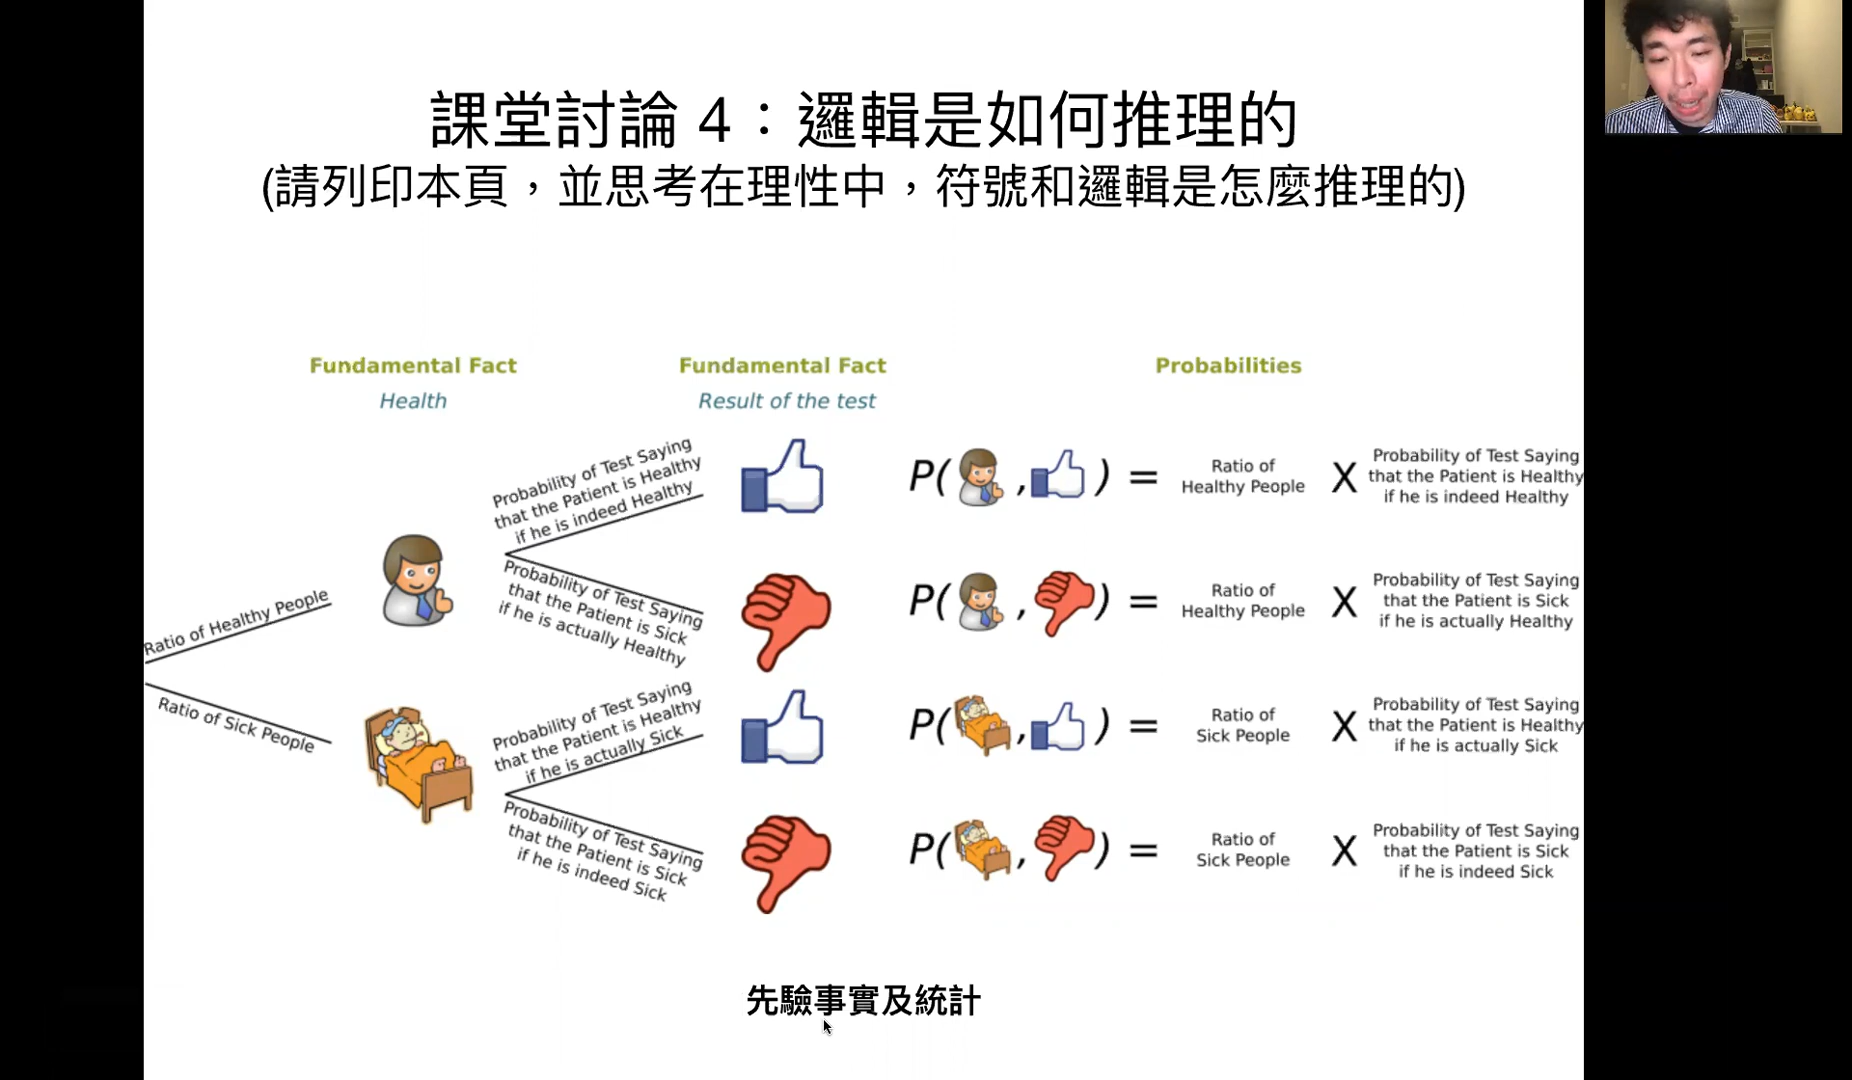 課堂討論 4：邏輯是如何推理的
(請列印本頁，並思考在理性中，符號和邏輯是怎麼推理的)
Fundamental Fact
Health
Fundamental Fact
Result of the test
Probabilities
Ratio of Healthy People
Ratio of Sick People
Probability of Test Saying
that the Patient is Healthy
if he is indeed Healthy
Probability of Test Saying
that the Patient is Sick
if he is actually Healthy
Probability of Test Saying
that the Patient is Healthy
if he is actually Sick
Probability of Test Saying
that the Patient is Sick
if he is indeed Sick
P( , ) =
Ratio of
Healthy People
X
Probability of Test Saying
that the Patient is Healthy
if he is indeed Healthy
P( , ) =
Ratio of
Healthy People
X
Probability of Test Saying
that the Patient is Sick
if he is actually Healthy
P( , ) =
Ratio of
Sick People
X
Probability of Test Saying
that the Patient is Healthy
if he is actually Sick
P( , ) =
Ratio of
Sick People
X
Probability of Test Saying
that the Patient is Sick
if he is indeed Sick
先驗事實及統計